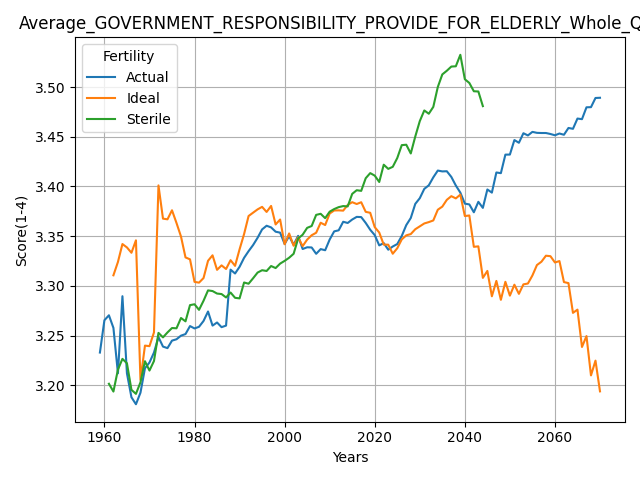 Average_GOVERNMENT_RESPONSIBILITY_PROVIDE_FOR_ELDERLY_Whole_Q
Fertility
Actual
Ideal
Sterile
Score(1-4)
3.50
3.45
3.40
3.35
3.30
3.25
3.20
1960 1980 2000 2020 2040 2060
Years